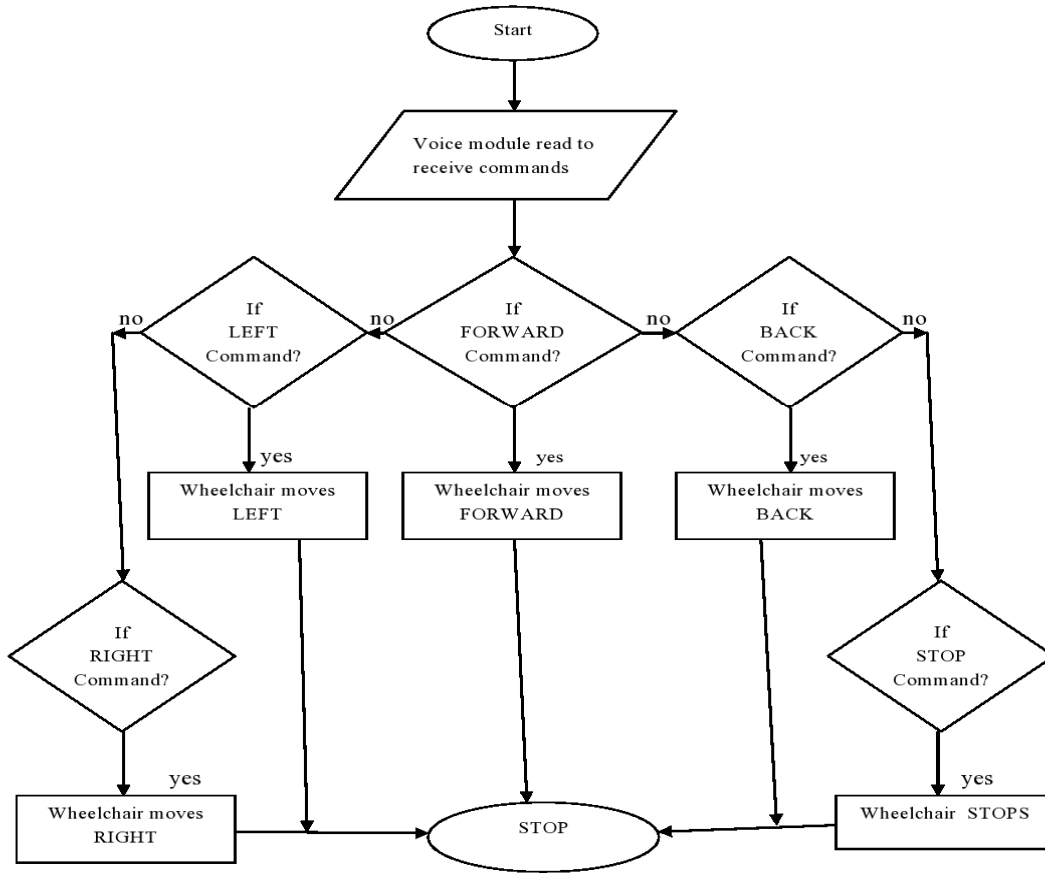 Start
Voice module read to
receive commands
If
LEFT
Command?
If
FORWARD
Command?
If
BACK
Command?
no
no
no
no
yes
yes
yes
Wheelchair moves
LEFT
Wheelchair moves
FORWARD
Wheelchair moves
BACK
If
RIGHT
Command?
If
STOP
Command?
yes
yes
Wheelchair moves
RIGHT
STOP
Wheelchair STOPS